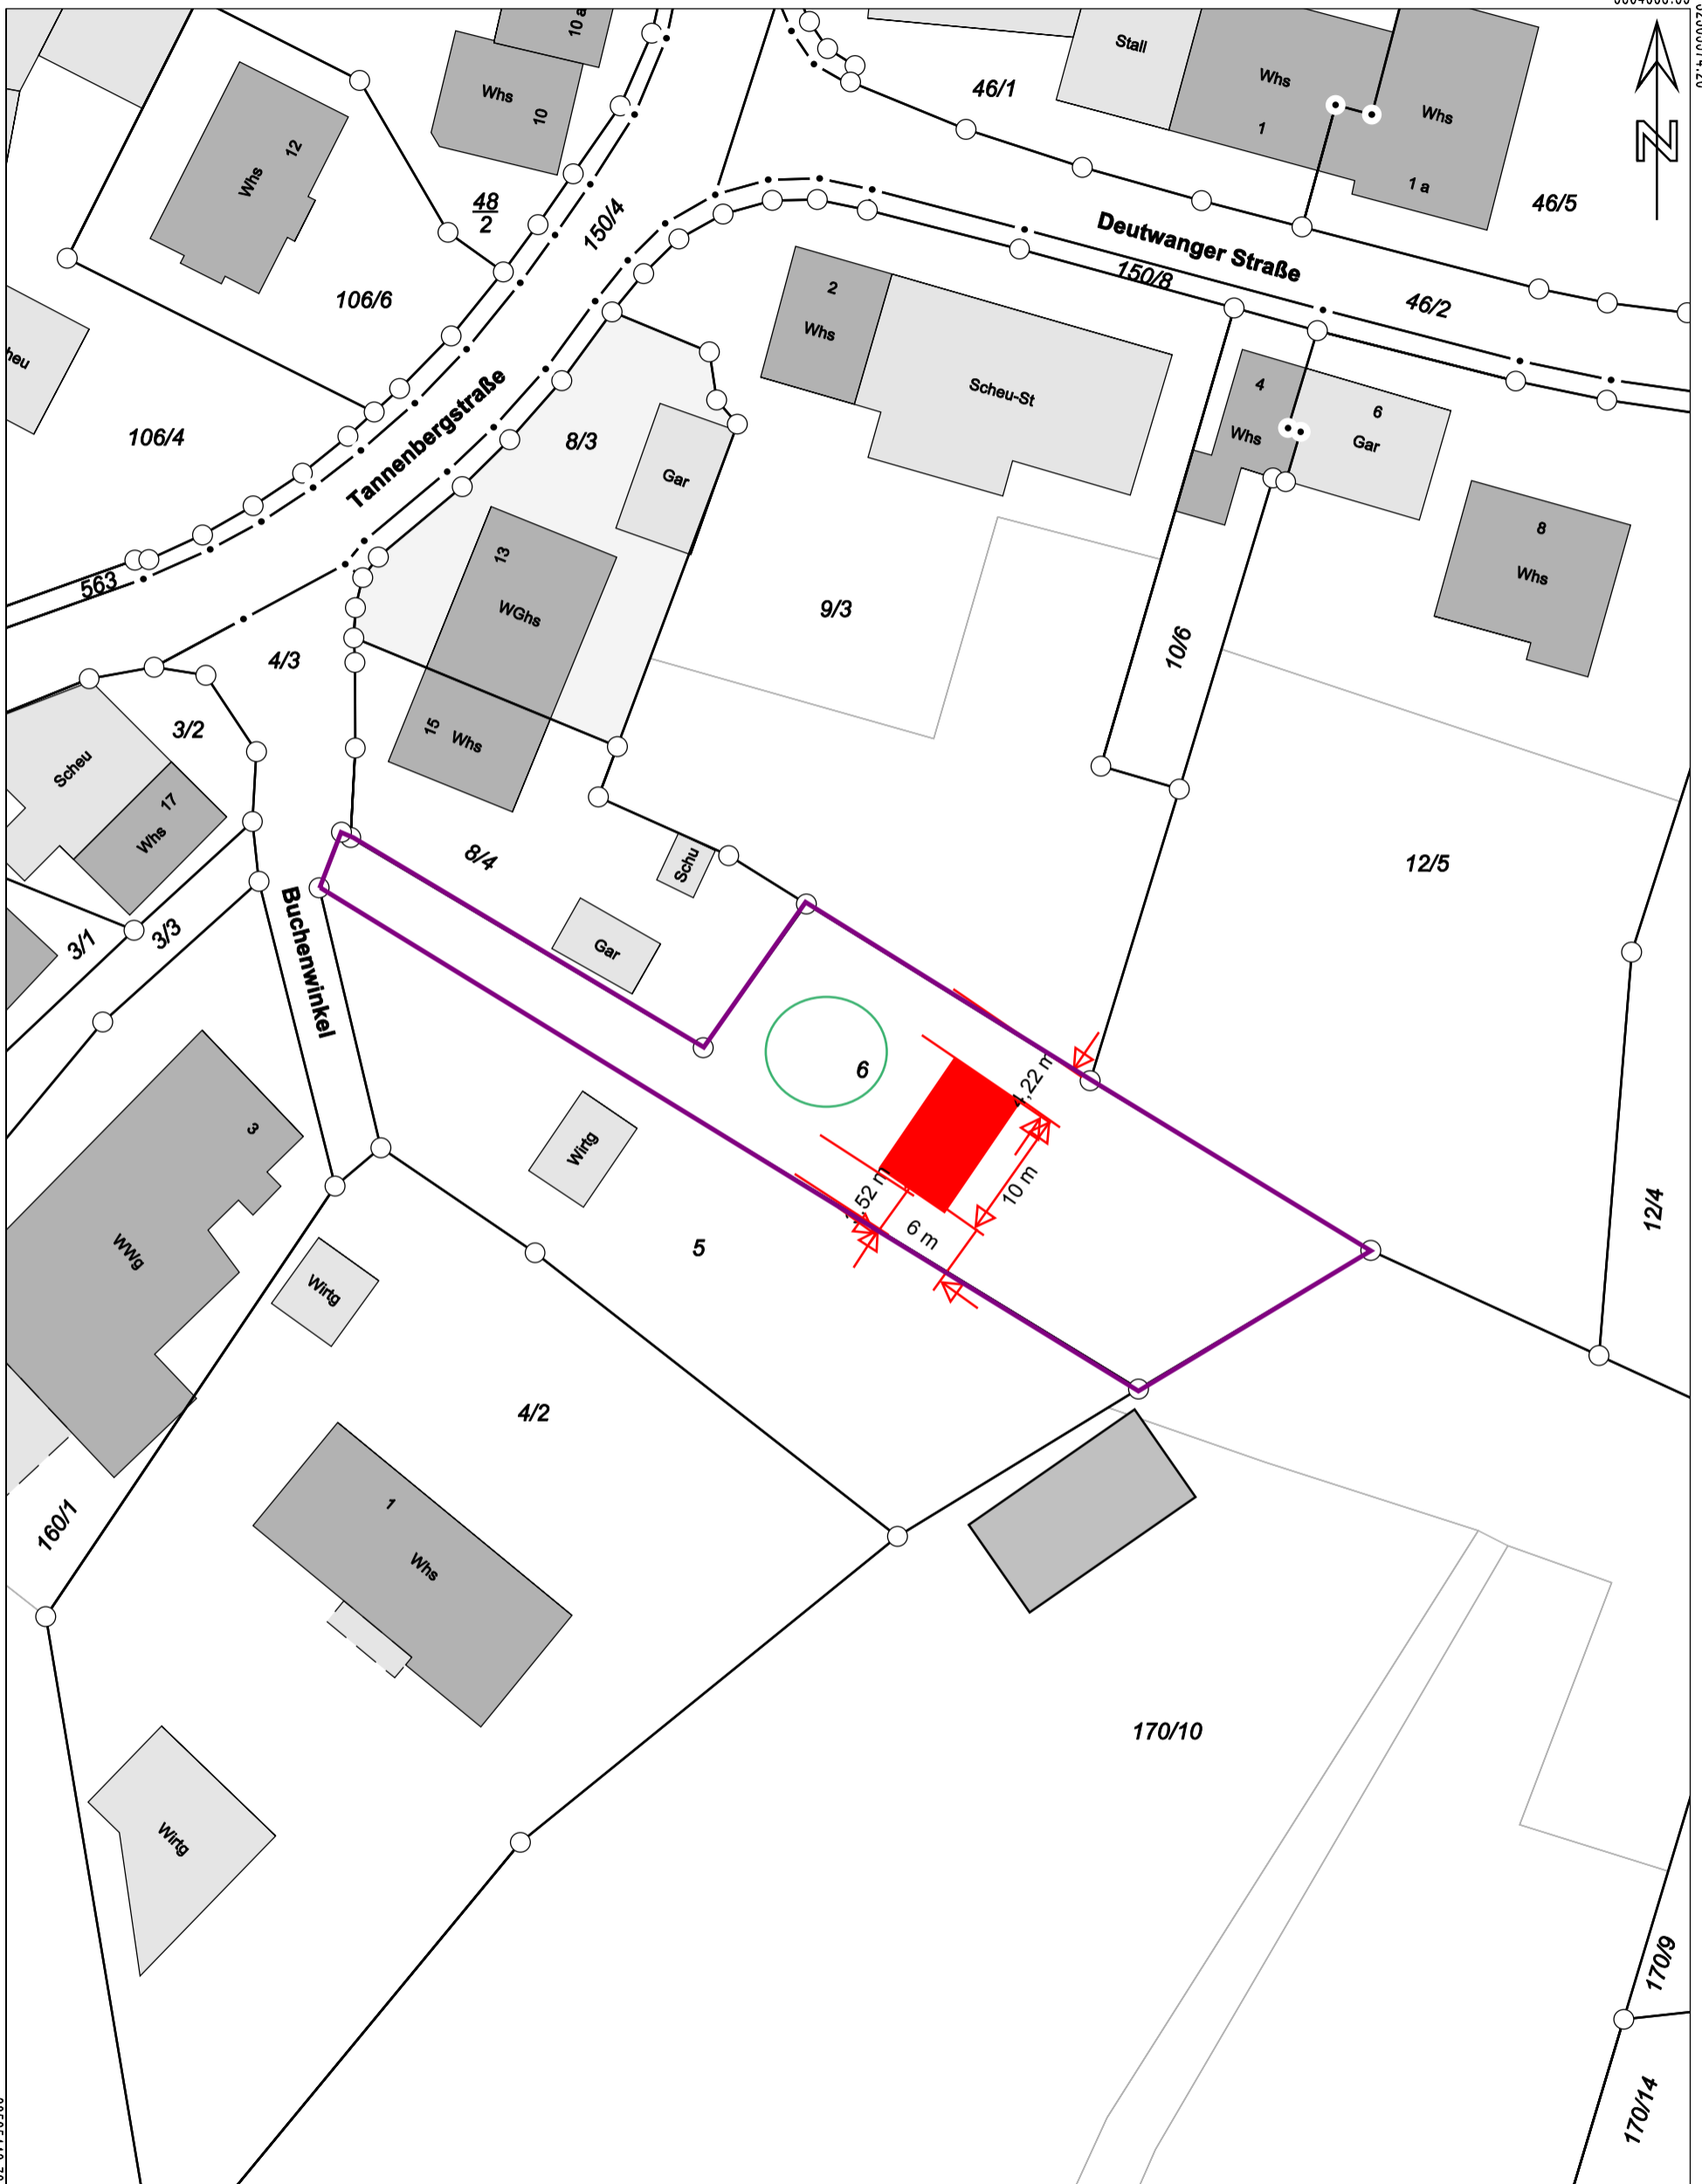 10 a
Whs
10
Stall
46/1
Whs
1
Whs
1 a
46/5
N
12
Whs
48
2
150/4
106/6
Deutwanger Straße
150/8
46/2
2
Whs
Scheu-St
4
Whs
6
Gar
106/4
Tannenbergstraße
8/3
Gar
8
Whs
13
WGhs
563
9/3
10/6
4/3
3/2
15
Whs
Scheu
17
Whs
8/4
Schu
12/5
Buchenwinkel
Gar
3/1
3/3
6
4,22 m
3
Wirtg
10 m
6 m
12/4
5
WWg
Wirtg
4/2
160/1
1
Whs
170/10
Wirtg
170/9
170/14